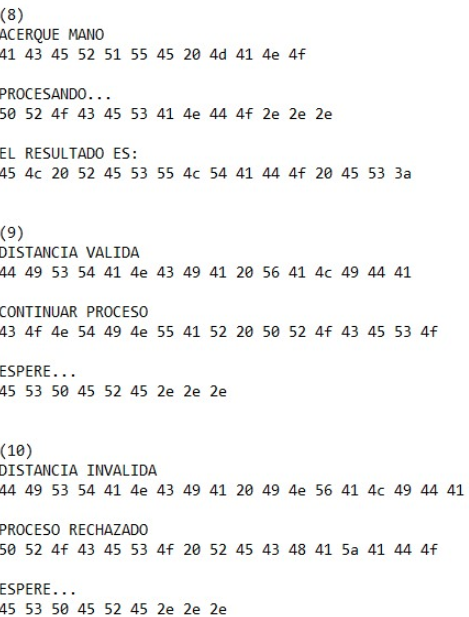 (8)
ACERQUE MANO
41 43 45 52 51 55 45 20 4d 41 4e 4f
PROCESANDO...
50 52 4f 43 45 53 41 4e 44 4f 2e 2e 2e
EL RESULTADO ES:
45 4c 20 52 45 53 55 4c 54 41 44 4f 20 45 53 3a
(9)
DISTANCIA VALIDA
44 49 53 54 41 4e 43 49 41 20 56 41 4c 49 44 41
CONTINUAR PROCESO
43 4f 4e 54 49 4e 55 41 52 20 50 52 4f 43 45 53 4f
ESPERE...
45 53 50 45 52 45 2e 2e 2e
(10)
DISTANCIA INVALIDA
44 49 53 54 41 4e 43 49 41 20 49 4e 56 41 4c 49 44 41
PROCESO RECHAZADO
50 52 4f 43 45 53 4f 20 52 45 43 48 41 5a 41 44 4f
ESPERE...
45 53 50 45 52 45 2e 2e 2e